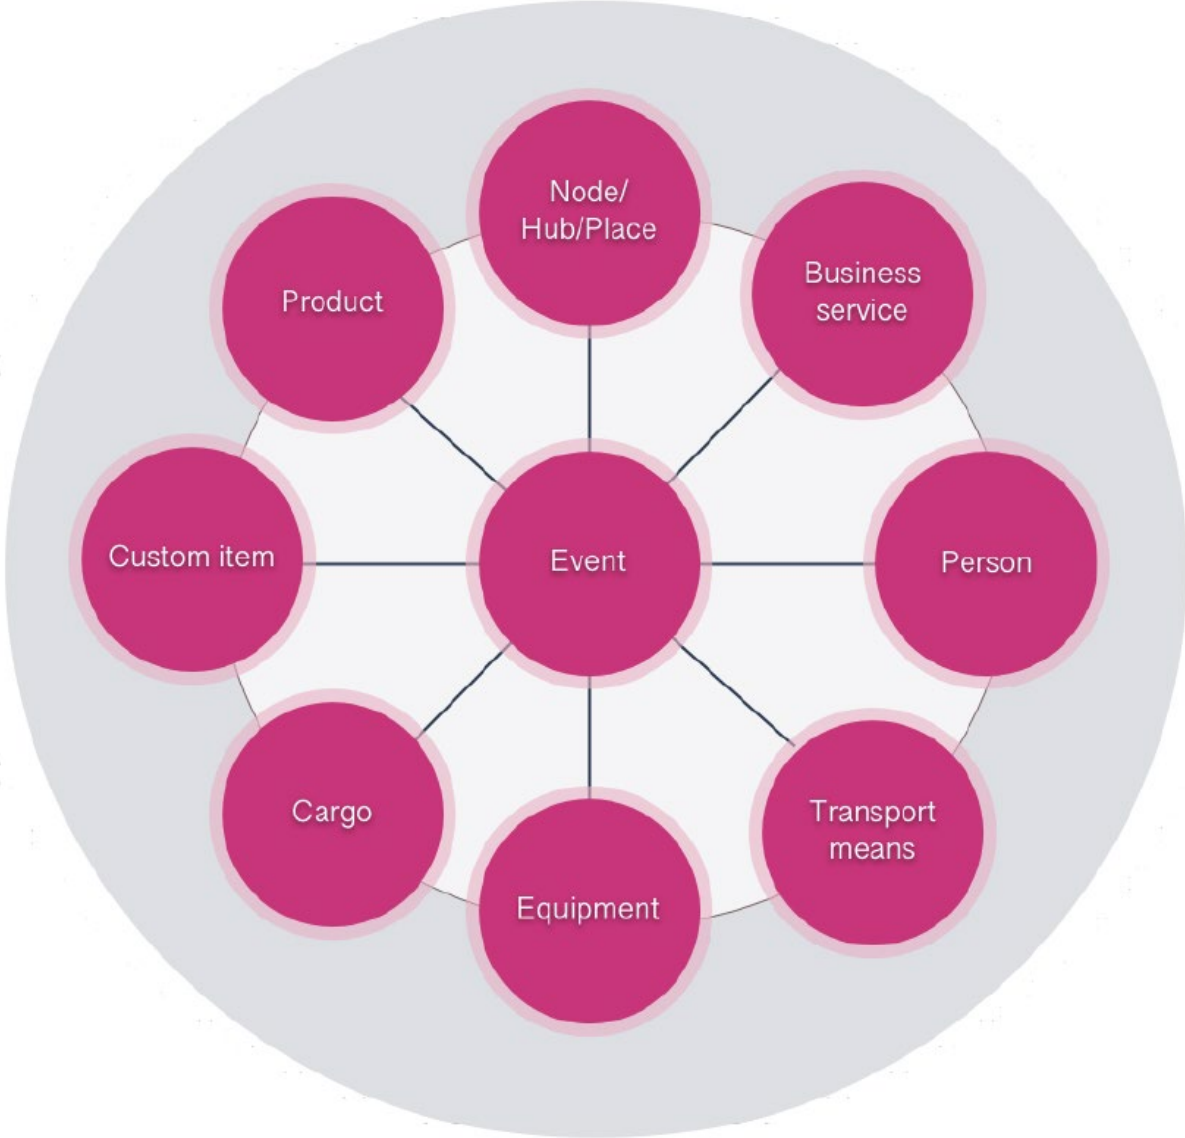 Node/
Hub/Place
Business
service
Product
Custom item
Event
Person
Cargo
Transport
means
Equipment